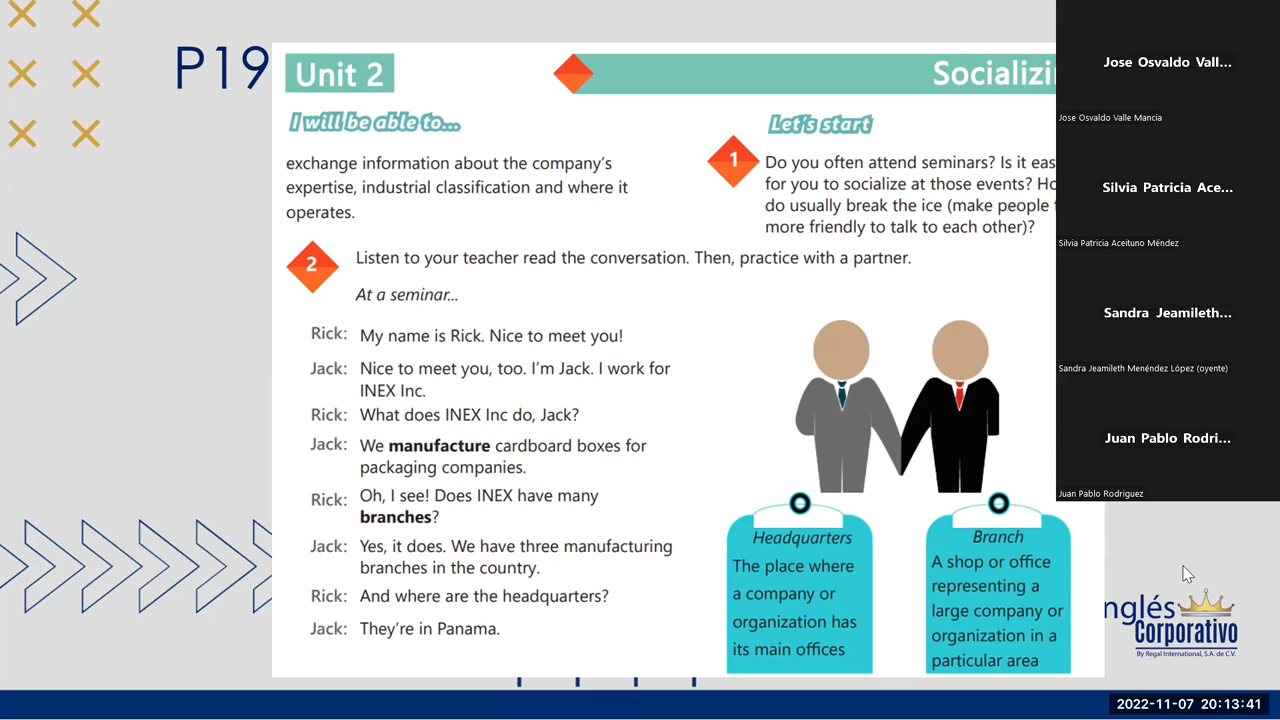 P19
Unit 2
Socializi
I will be able to...
exchange information about the company's
expertise, industrial classification and where it
operates.
Let's start
1
Do you often attend seminars? Is it eas
for you to socialize at those events? Ho
do usually break the ice (make people
more friendly to talk to each other)?
2
Listen to your teacher read the conversation. Then, practice with a partner.
At a seminar...
Rick: My name is Rick. Nice to meet you!
Jack: Nice to meet you, too. I'm Jack. I work for
INEX Inc.
Rick: What does INEX Inc do, Jack?
Jack: We manufacture cardboard boxes for
packaging companies.
Rick: Oh, I see! Does INEX have many
branches?
Jack: Yes, it does. We have three manufacturing
branches in the country.
Rick: And where are the headquarters?
Jack: They're in Panama.
Headquarters
The place where
a company or
organization has
its main offices
Branch
A shop or office
representing a
large company or
organization in a
particular area
Jose Osvaldo Vall...
Jose Osvaldo Valle Mancia
Silvia Patricia Ace...
Silvia Patricia Aceituno Méndez
Sandra Jeamileth...
Sandra Jeamileth Menéndez López (oyente)
Juan Pablo Rodri...
Juan Pablo Rodriguez
nglés
Corporativo
By Regal International, S.A. de C.V.
2022-11-07 20:13:41